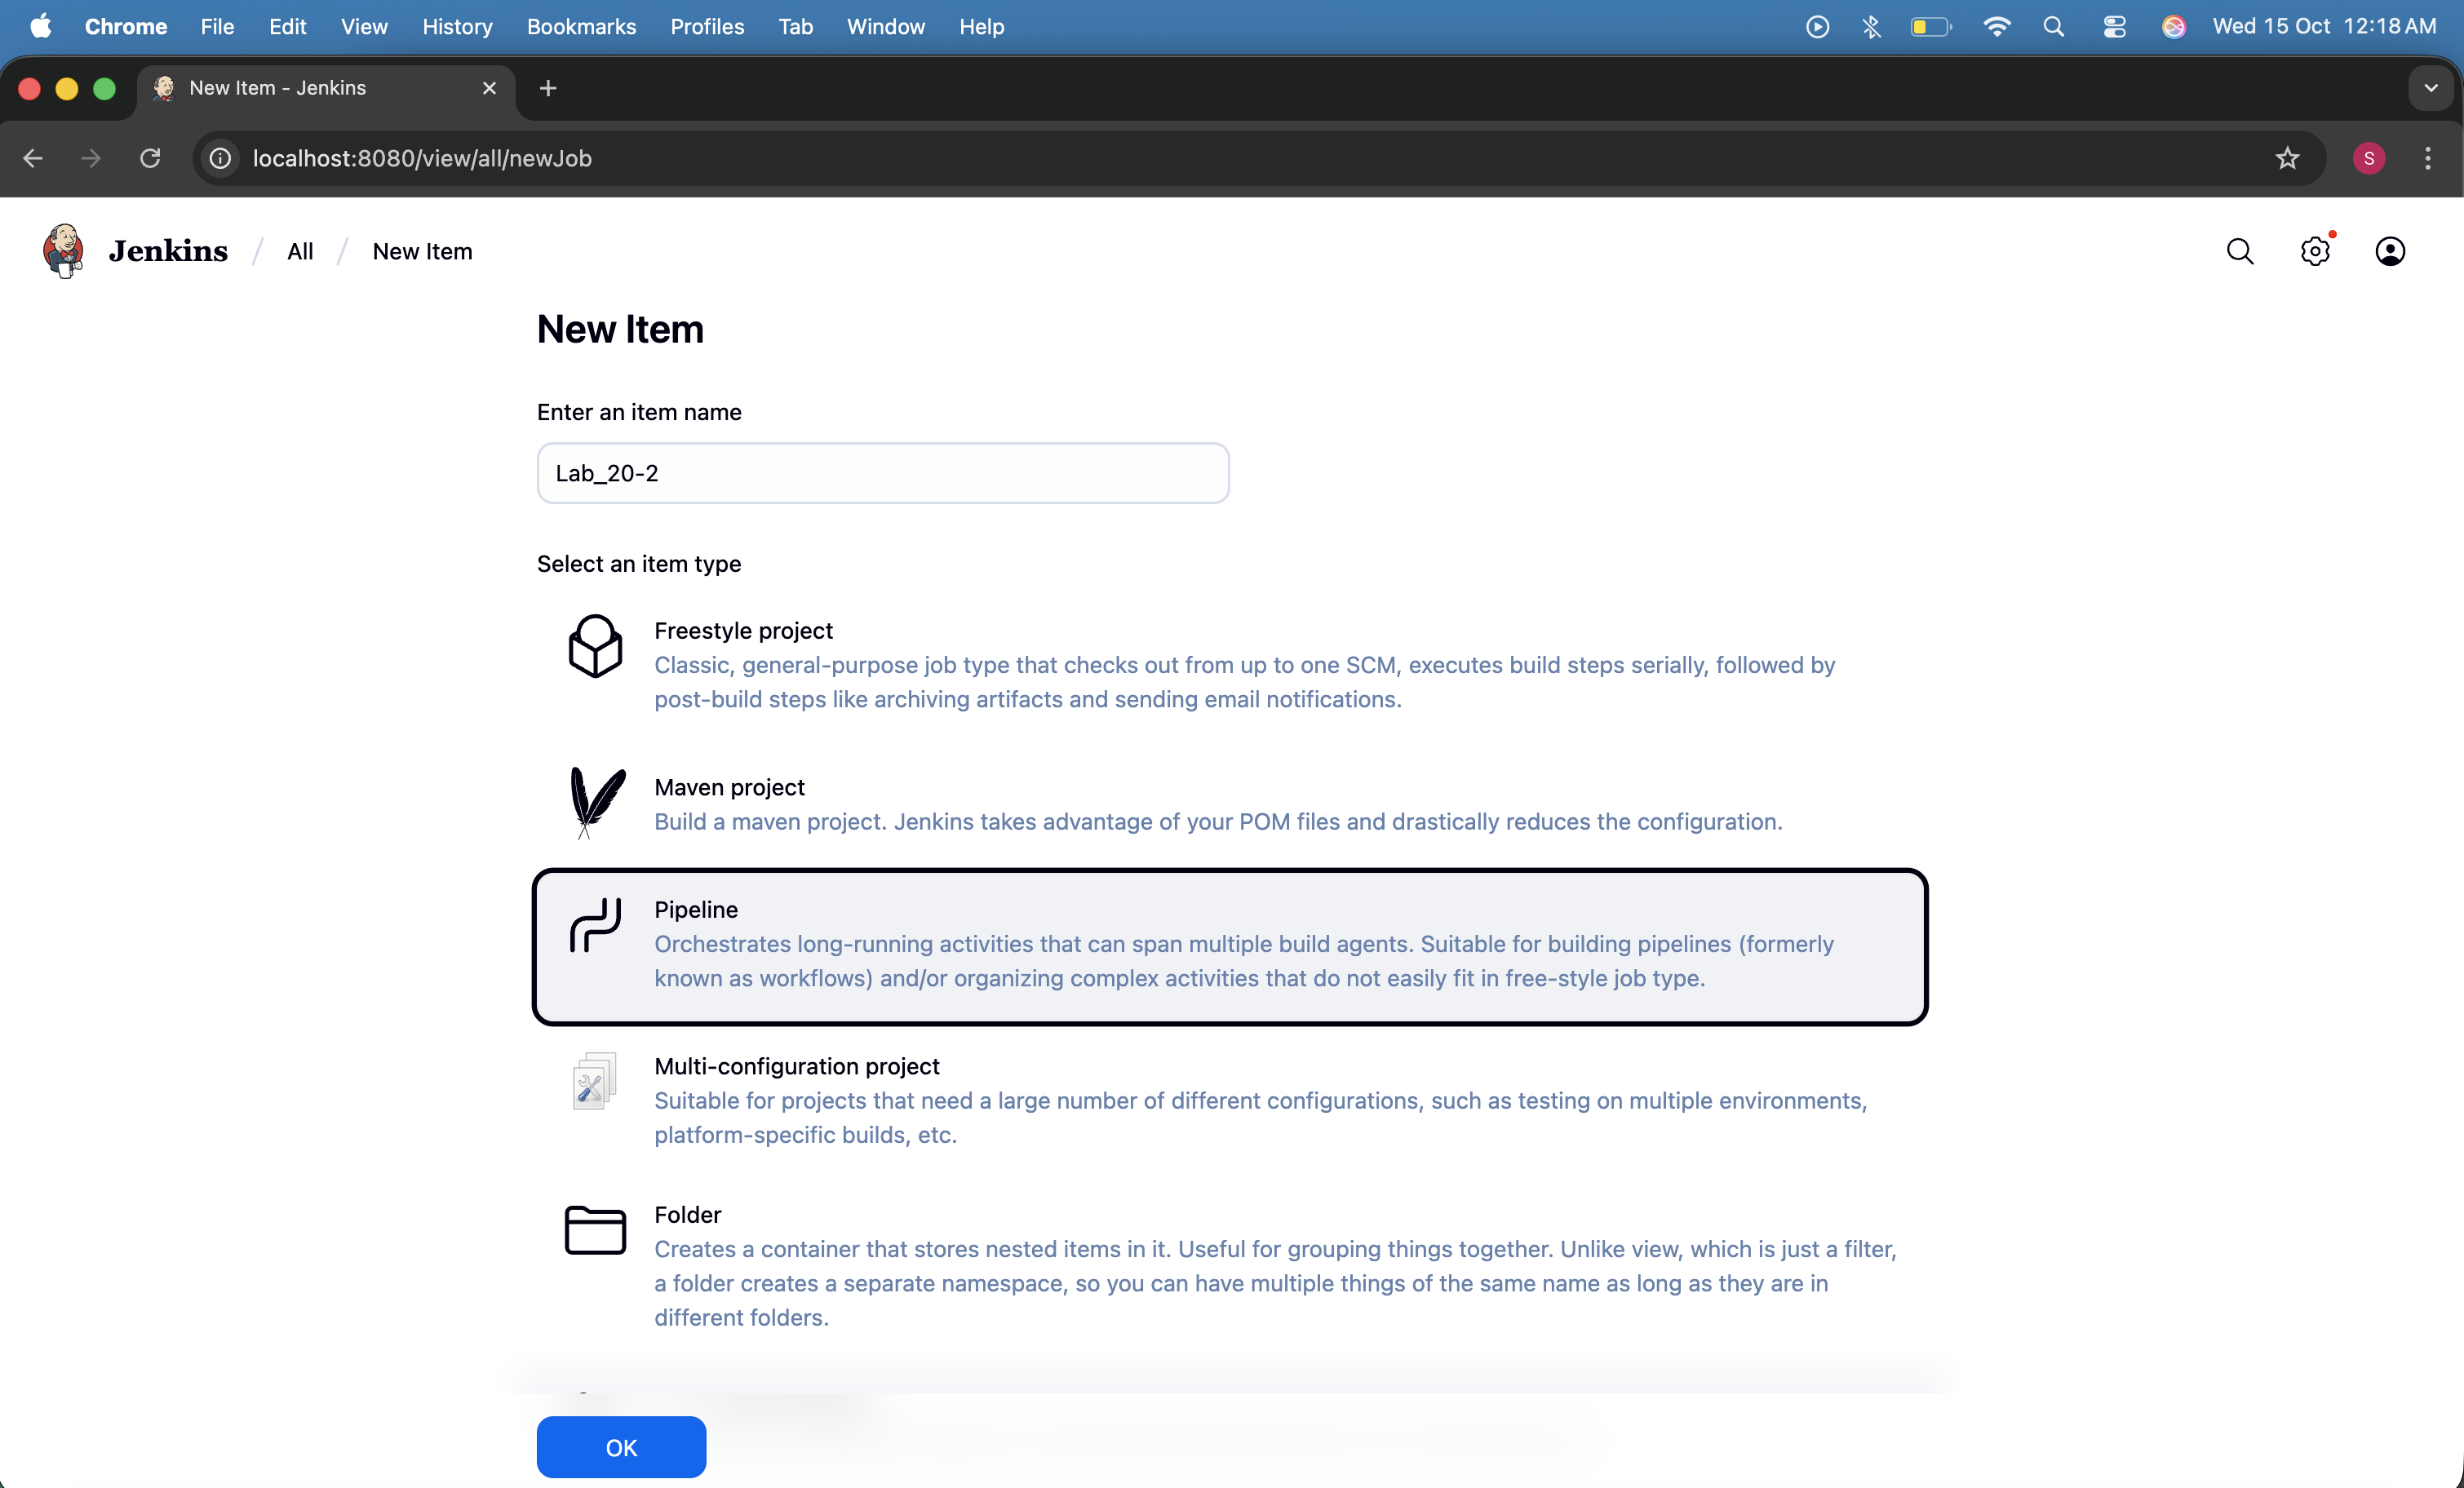 Chrome File Edit View History Bookmarks Profiles Tab Window Help Wed 15 Oct 12:18 AM
New Item - Jenkins
localhost:8080/view/all/newJob
S
Jenkins / All / New Item
New Item
Enter an item name
Lab_20-2
Select an item type
Freestyle project
Classic, general-purpose job type that checks out from up to one SCM, executes build steps serially, followed by
post-build steps like archiving artifacts and sending email notifications.
Maven project
Build a maven project. Jenkins takes advantage of your POM files and drastically reduces the configuration.
Pipeline
Orchestrates long-running activities that can span multiple build agents. Suitable for building pipelines (formerly
known as workflows) and/or organizing complex activities that do not easily fit in free-style job type.
Multi-configuration project
Suitable for projects that need a large number of different configurations, such as testing on multiple environments,
platform-specific builds, etc.
Folder
Creates a container that stores nested items in it. Useful for grouping things together. Unlike view, which is just a filter,
a folder creates a separate namespace, so you can have multiple things of the same name as long as they are in
different folders.
OK